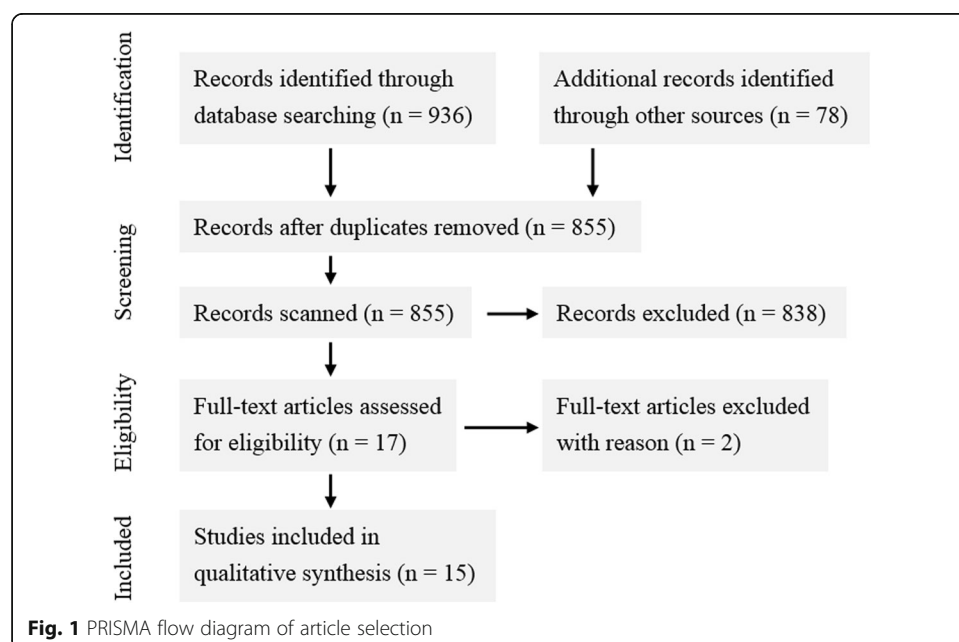 Identification
Records identified through
database searching (n = 936)
Additional records identified
through other sources (n = 78)
Screening
Records after duplicates removed (n = 855)
Records scanned (n = 855)
Records excluded (n = 838)
Eligibility
Full-text articles assessed
for eligibility (n = 17)
Full-text articles excluded
with reason (n = 2)
Included
Studies included in
qualitative synthesis (n = 15)
Fig. 1 PRISMA flow diagram of article selection